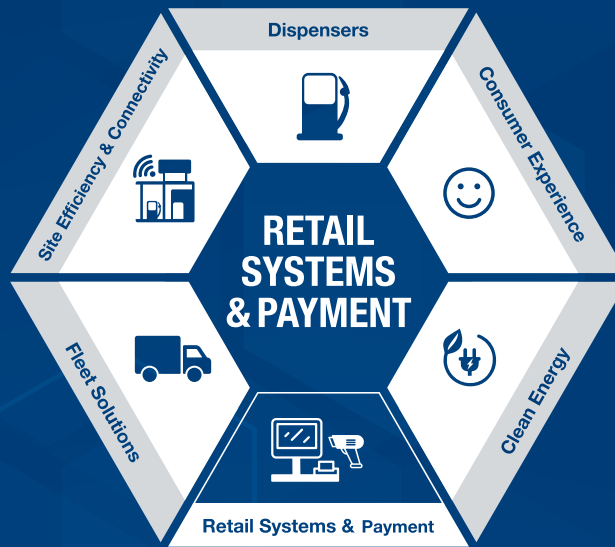 Dispensers
Site Efficiency & Connectivity
Consumer Experience
RETAIL
SYSTEMS
& PAYMENT
Fleet Solutions
Clean Energy
Retail Systems & Payment